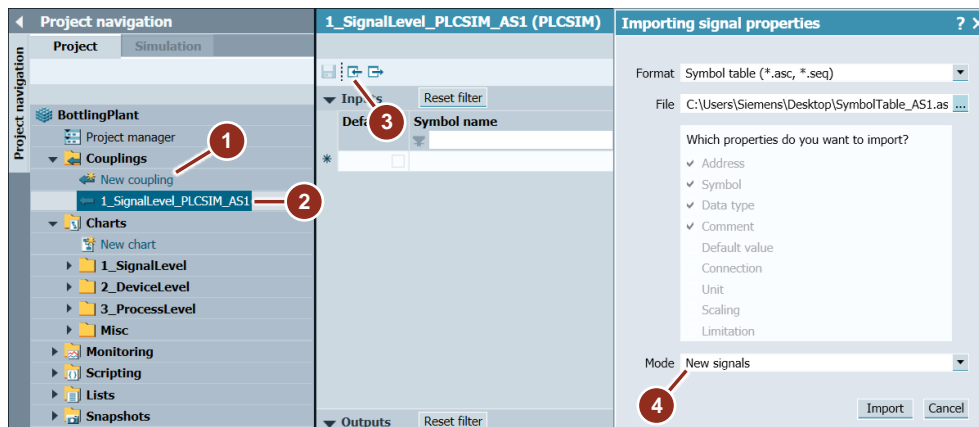 Project navigation
Project navigation
Project
Simulation
BottlingPlant
Project manager
1
Couplings
New coupling
1_SignalLevel_PLCSIM_AS1
2
Charts
New chart
1_SignalLevel
2_DeviceLevel
3_ProcessLevel
Misc
Monitoring
Scripting
Lists
Snapshots
1_SignalLevel_PLCSIM_AS1 (PLCSIM)
Inputs
Reset filter
Defa
3
Symbol name
*
Outputs
Reset filter
Importing signal properties
?
Format
Symbol table (*.asc, *.seq)
File
C:\Users\Siemens\Desktop\SymbolTable_AS1.as
...
Which properties do you want to import?
Address
Symbol
Data type
Comment
Default value
Connection
Unit
Scaling
Limitation
Mode
New signals
4
Import
Cancel